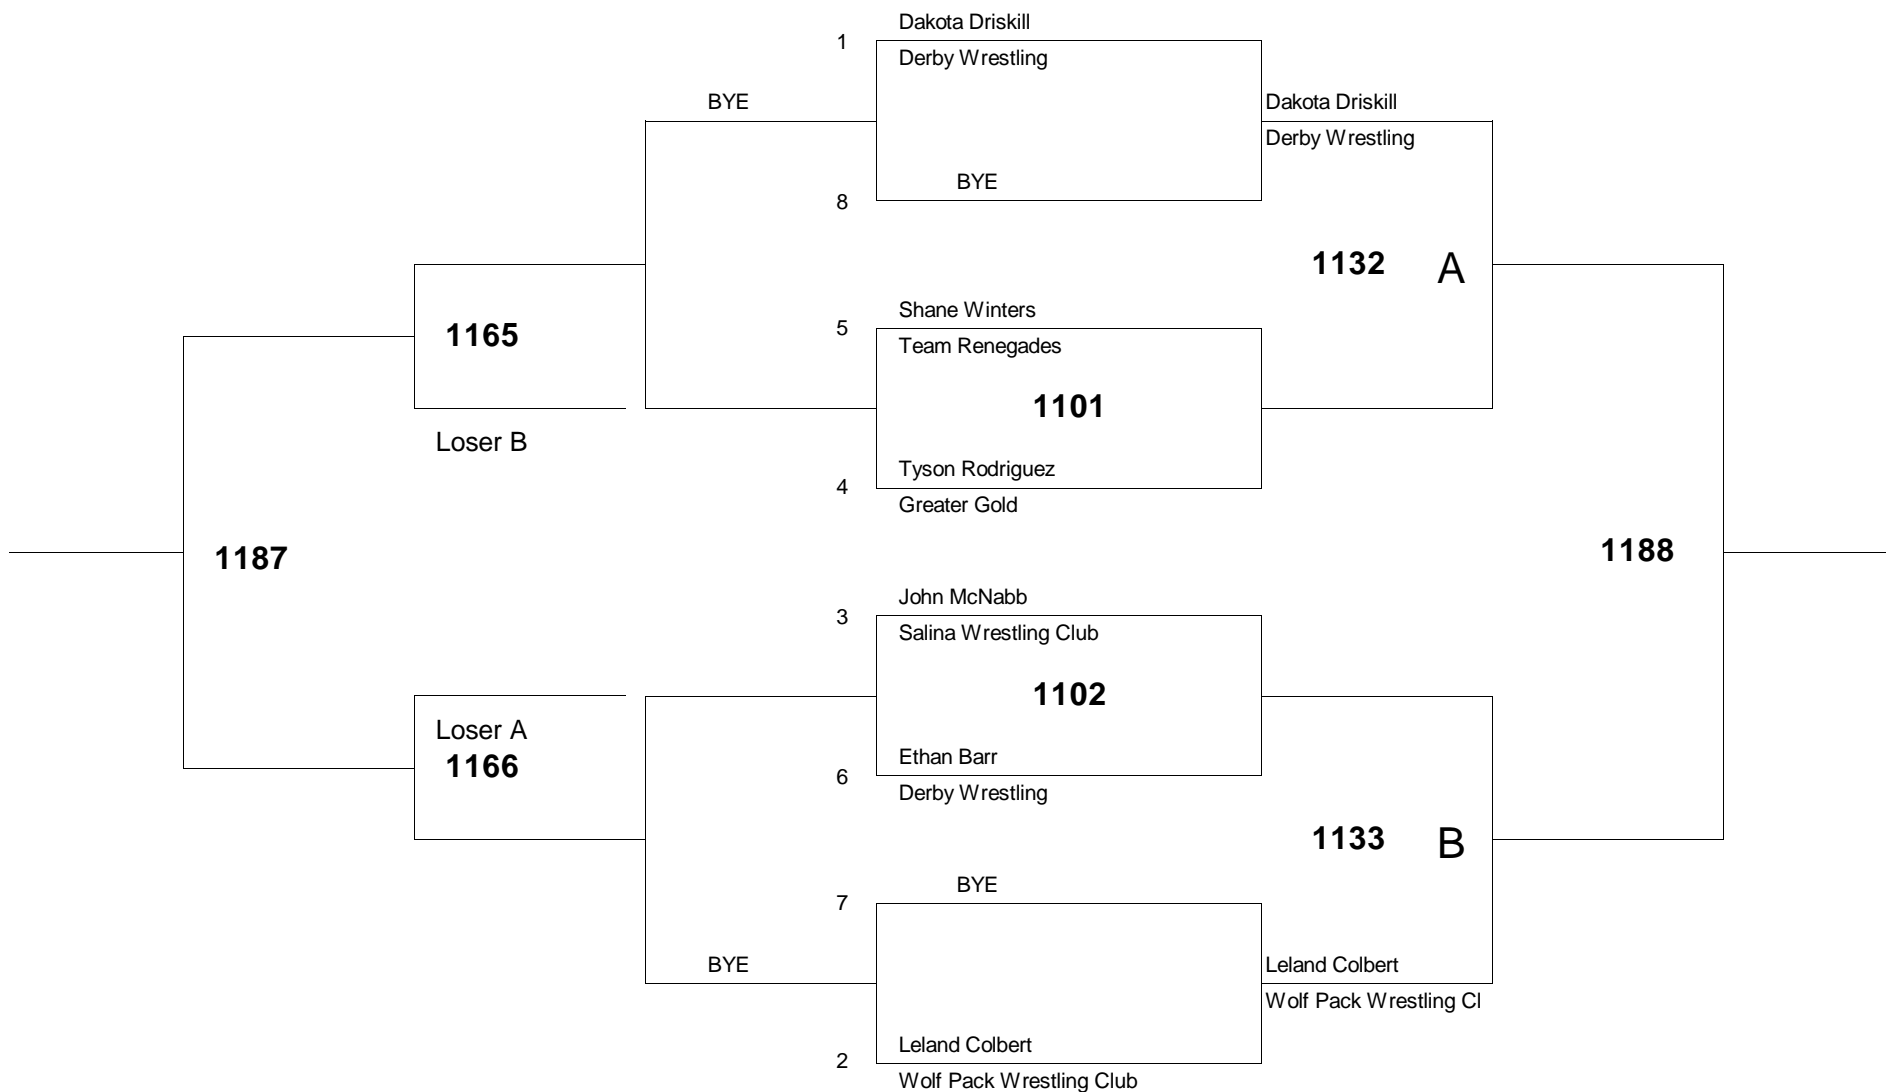 Dakota Driskill
1
Derby Wrestling
BYE
Dakota Driskill
Derby Wrestling
BYE
8
1132 A
Shane Winters
5
1165
Team Renegades
1101
Loser B
Tyson Rodriguez
4
Greater Gold
1187
1188
John McNabb
3
Salina Wrestling Club
1102
Loser A
1166
Ethan Barr
6
Derby Wrestling
1133 B
BYE
7
BYE
Leland Colbert
Wolf Pack Wrestling Cl
Leland Colbert
2
Wolf Pack Wrestling Club